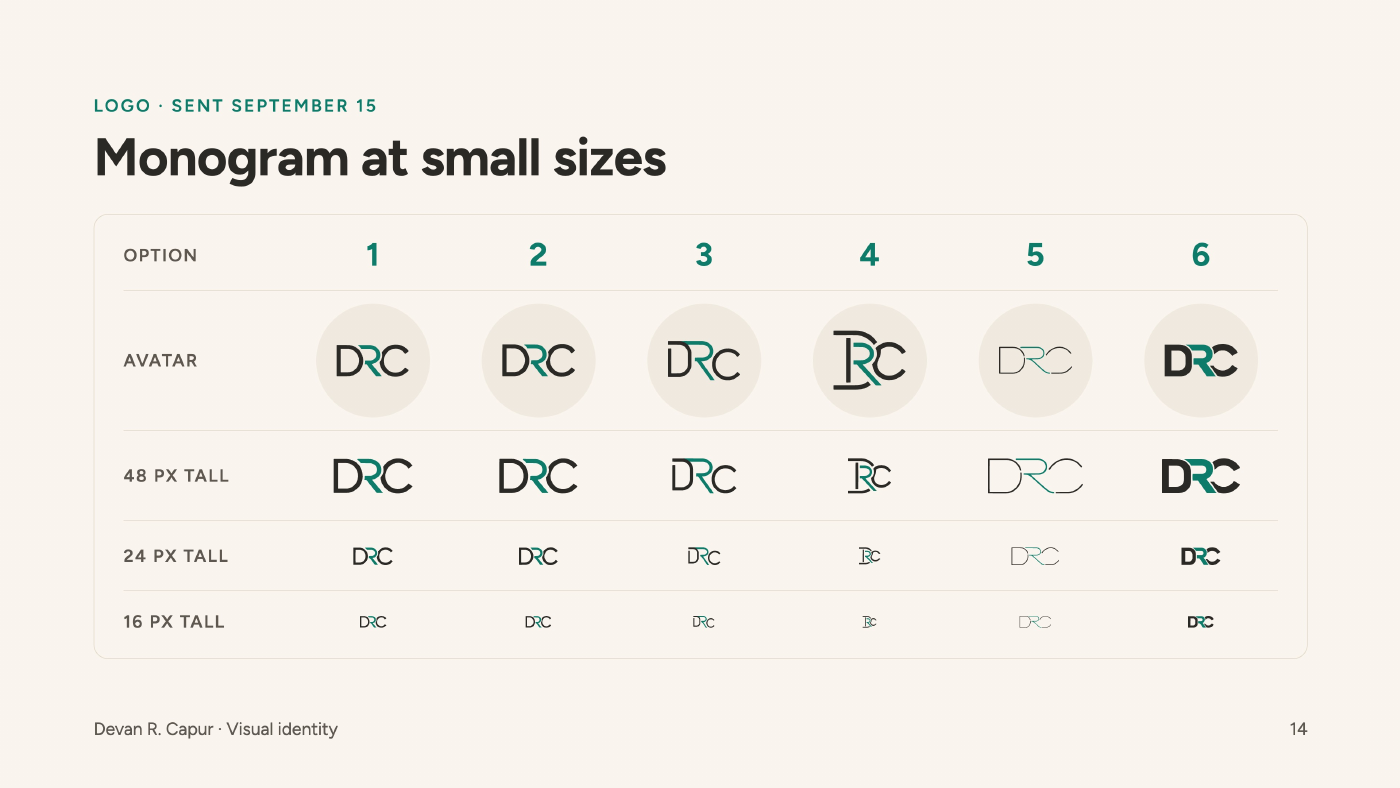 LOGO · SENT SEPTEMBER 15
Monogram at small sizes
OPTION 1 2 3 4 5 6
AVATAR DRC DRC DRC DRC DRC DRC
48 PX TALL DRC DRC DRC DRC DRC DRC
24 PX TALL DRC DRC DRC DRC DRC DRC
16 PX TALL DRC DRC DRC DRC DRC DRC
Devan R. Capur · Visual identity 14